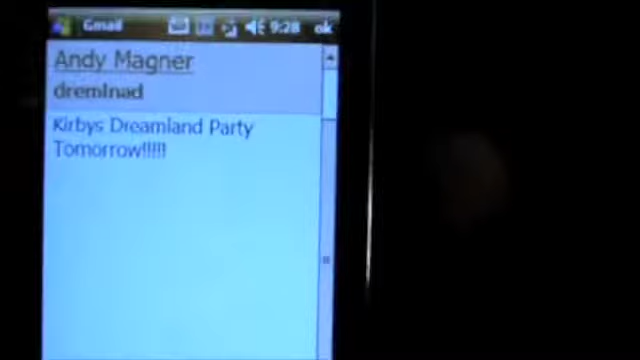 Gmail 9:28 ok
Andy Magner
dremlnad
Kirbys Dreamland Party
Tomorrow!!!!!